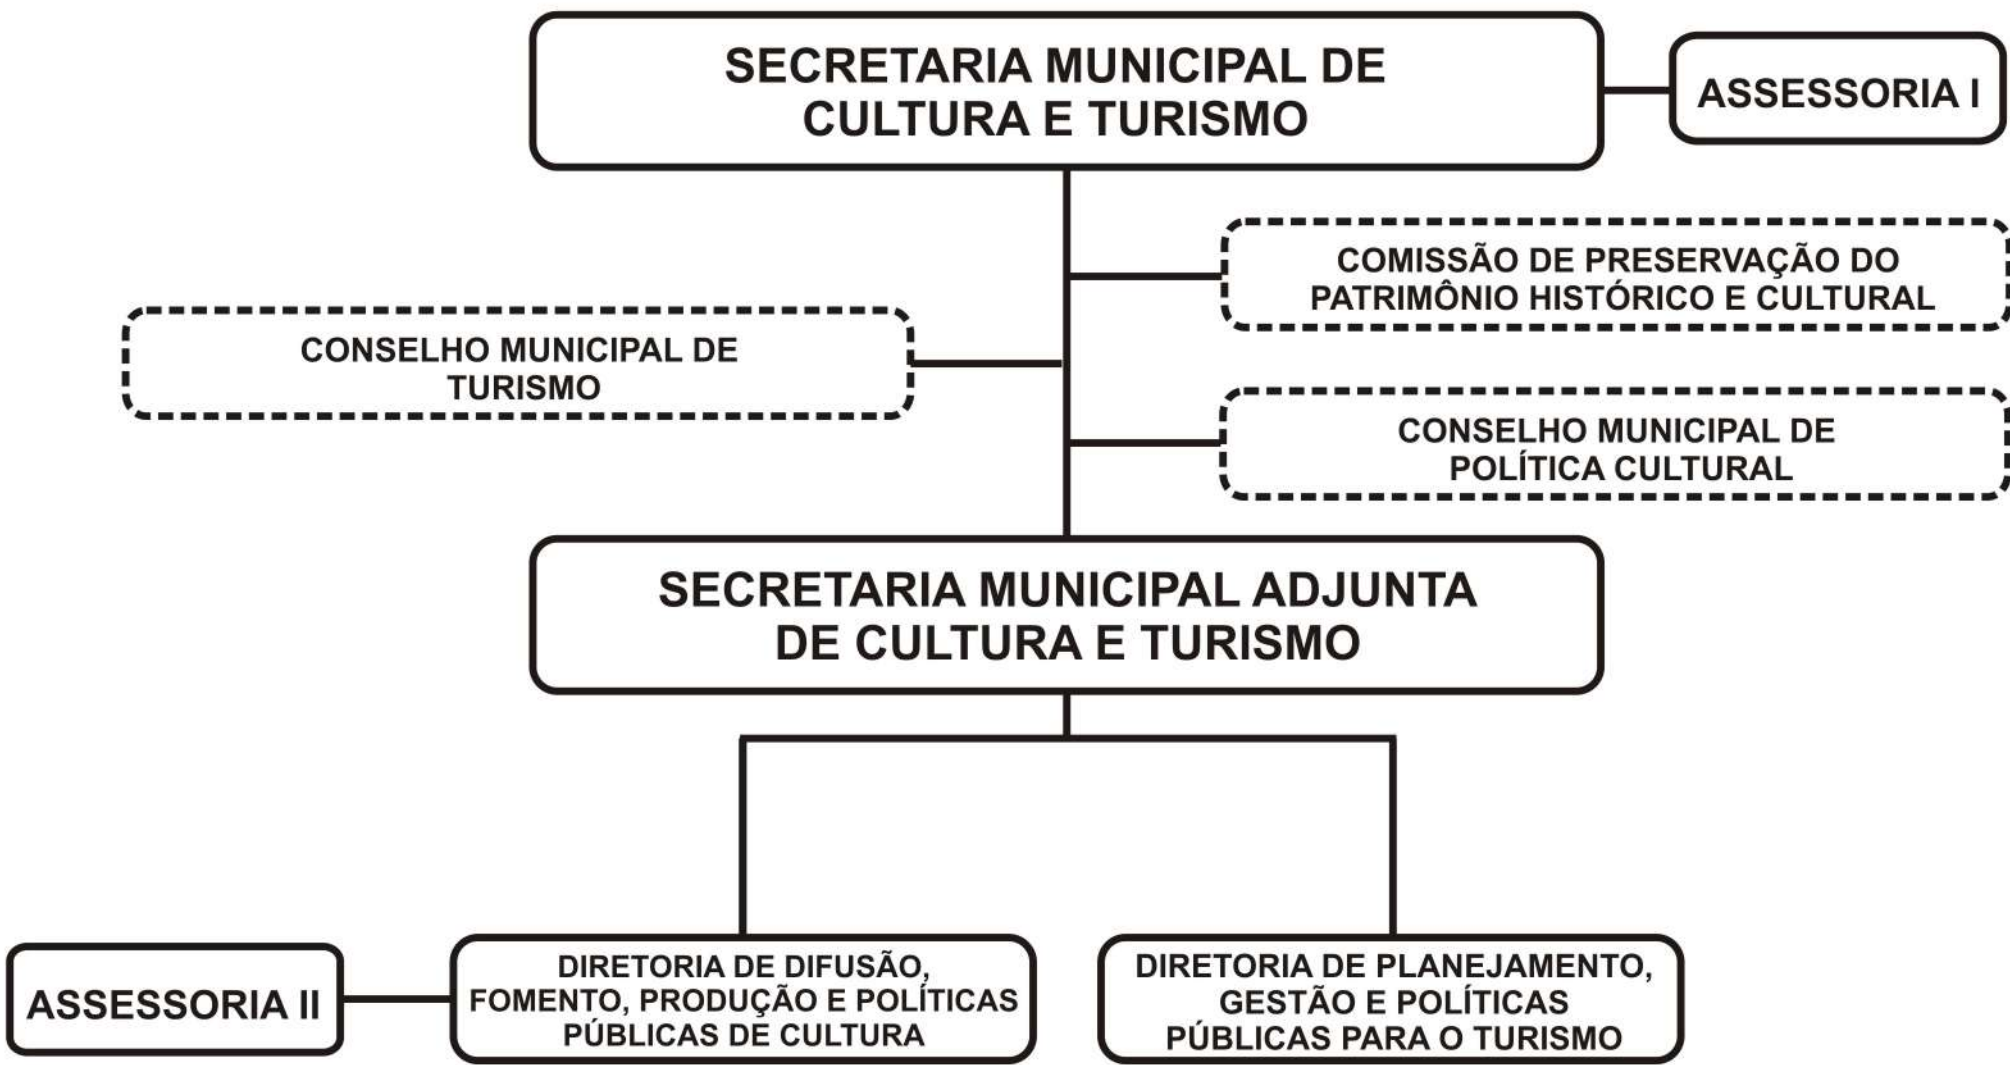 SECRETARIA MUNICIPAL DE
CULTURA E TURISMO
ASSESSORIA I
COMISSÃO DE PRESERVAÇÃO DO
PATRIMÔNIO HISTÓRICO E CULTURAL
CONSELHO MUNICIPAL DE
TURISMO
CONSELHO MUNICIPAL DE
POLÍTICA CULTURAL
SECRETARIA MUNICIPAL ADJUNTA
DE CULTURA E TURISMO
ASSESSORIA II
DIRETORIA DE DIFUSÃO,
FOMENTO, PRODUÇÃO E POLÍTICAS
PÚBLICAS DE CULTURA
DIRETORIA DE PLANEJAMENTO,
GESTÃO E POLÍTICAS
PÚBLICAS PARA O TURISMO